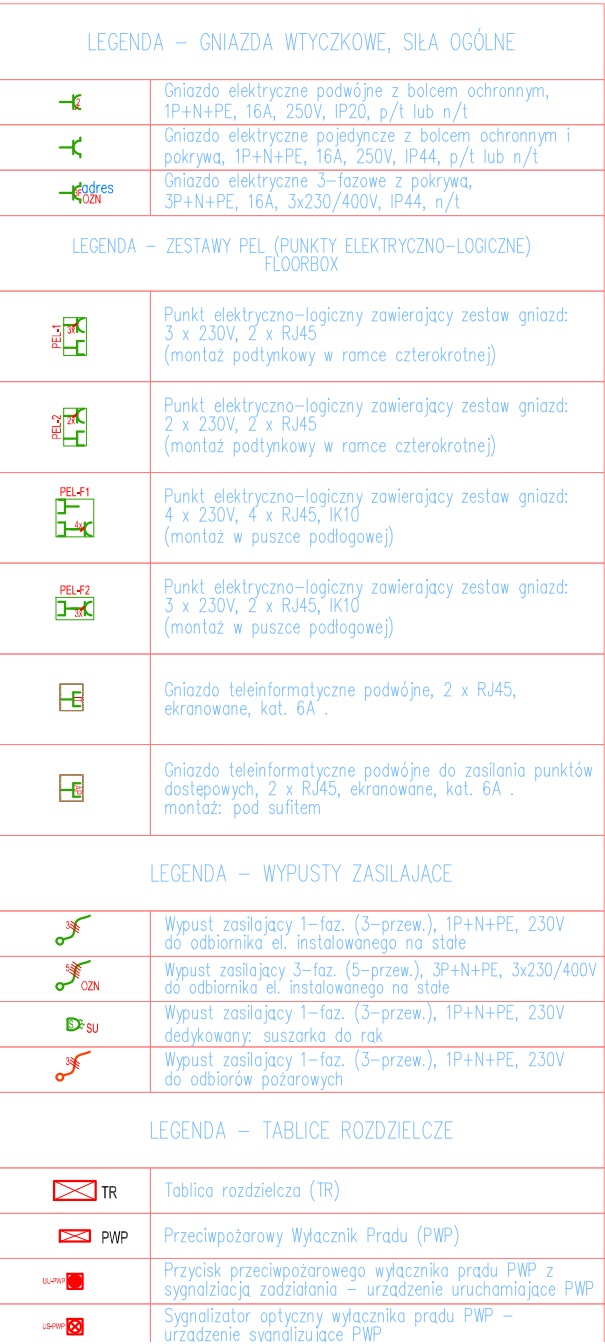 LEGENDA – GNIAZDA WTYCZKOWE, SIŁA OGÓLNE
2
Gniazdo elektryczne podwójne z bolcem ochronnym,
1P+N+PE, 16A, 250V, IP20, p/t lub n/t
Gniazdo elektryczne pojedyncze z bolcem ochronnym i
pokrywą, 1P+N+PE, 16A, 250V, IP44, p/t lub n/t
3F adres
OZN
Gniazdo elektryczne 3-fazowe z pokrywą,
3P+N+PE, 16A, 3x230/400V, IP44, n/t
LEGENDA – ZESTAWY PEL (PUNKTY ELEKTRYCZNO-LOGICZNE)
FLOORBOX
PEL-1
3x
Punkt elektryczno-logiczny zawierający zestaw gniazd:
3 x 230V, 2 x RJ45
(montaż podtynkowy w ramce czterokrotnej)
PEL-2
2x
Punkt elektryczno-logiczny zawierający zestaw gniazd:
2 x 230V, 2 x RJ45
(montaż podtynkowy w ramce czterokrotnej)
PEL-F1
4x
Punkt elektryczno-logiczny zawierający zestaw gniazd:
4 x 230V, 4 x RJ45, IK10
(montaż w puszce podłogowej)
PEL-F2
3x
Punkt elektryczno-logiczny zawierający zestaw gniazd:
3 x 230V, 2 x RJ45, IK10
(montaż w puszce podłogowej)
Gniazdo teleinformatyczne podwójne, 2 x RJ45,
ekranowane, kat. 6A .
Gniazdo teleinformatyczne podwójne do zasilania punktów
dostępowych, 2 x RJ45, ekranowane, kat. 6A .
montaż: pod sufitem
LEGENDA – WYPUSTY ZASILAJĄCE
3
Wypust zasilający 1-faz. (3-przew.), 1P+N+PE, 230V
do odbiornika el. instalowanego na stałe
5
OZN
Wypust zasilający 3-faz. (5-przew.), 3P+N+PE, 3x230/400V
do odbiornika el. instalowanego na stałe
S SU
Wypust zasilający 1-faz. (3-przew.), 1P+N+PE, 230V
dedykowany: suszarka do rąk
3
Wypust zasilający 1-faz. (3-przew.), 1P+N+PE, 230V
do odbiorów pożarowych
LEGENDA – TABLICE ROZDZIELCZE
TR
Tablica rozdzielcza (TR)
PWP
Przeciwpożarowy Wyłącznik Prądu (PWP)
UU-PWP
Przycisk przeciwpożarowego wyłącznika prądu PWP z
sygnalziacją zadziałania – urządzenie uruchamiające PWP
US-PWP
Sygnalizator optyczny wyłącznika prądu PWP –
urządzenie sygnalizujące PWP